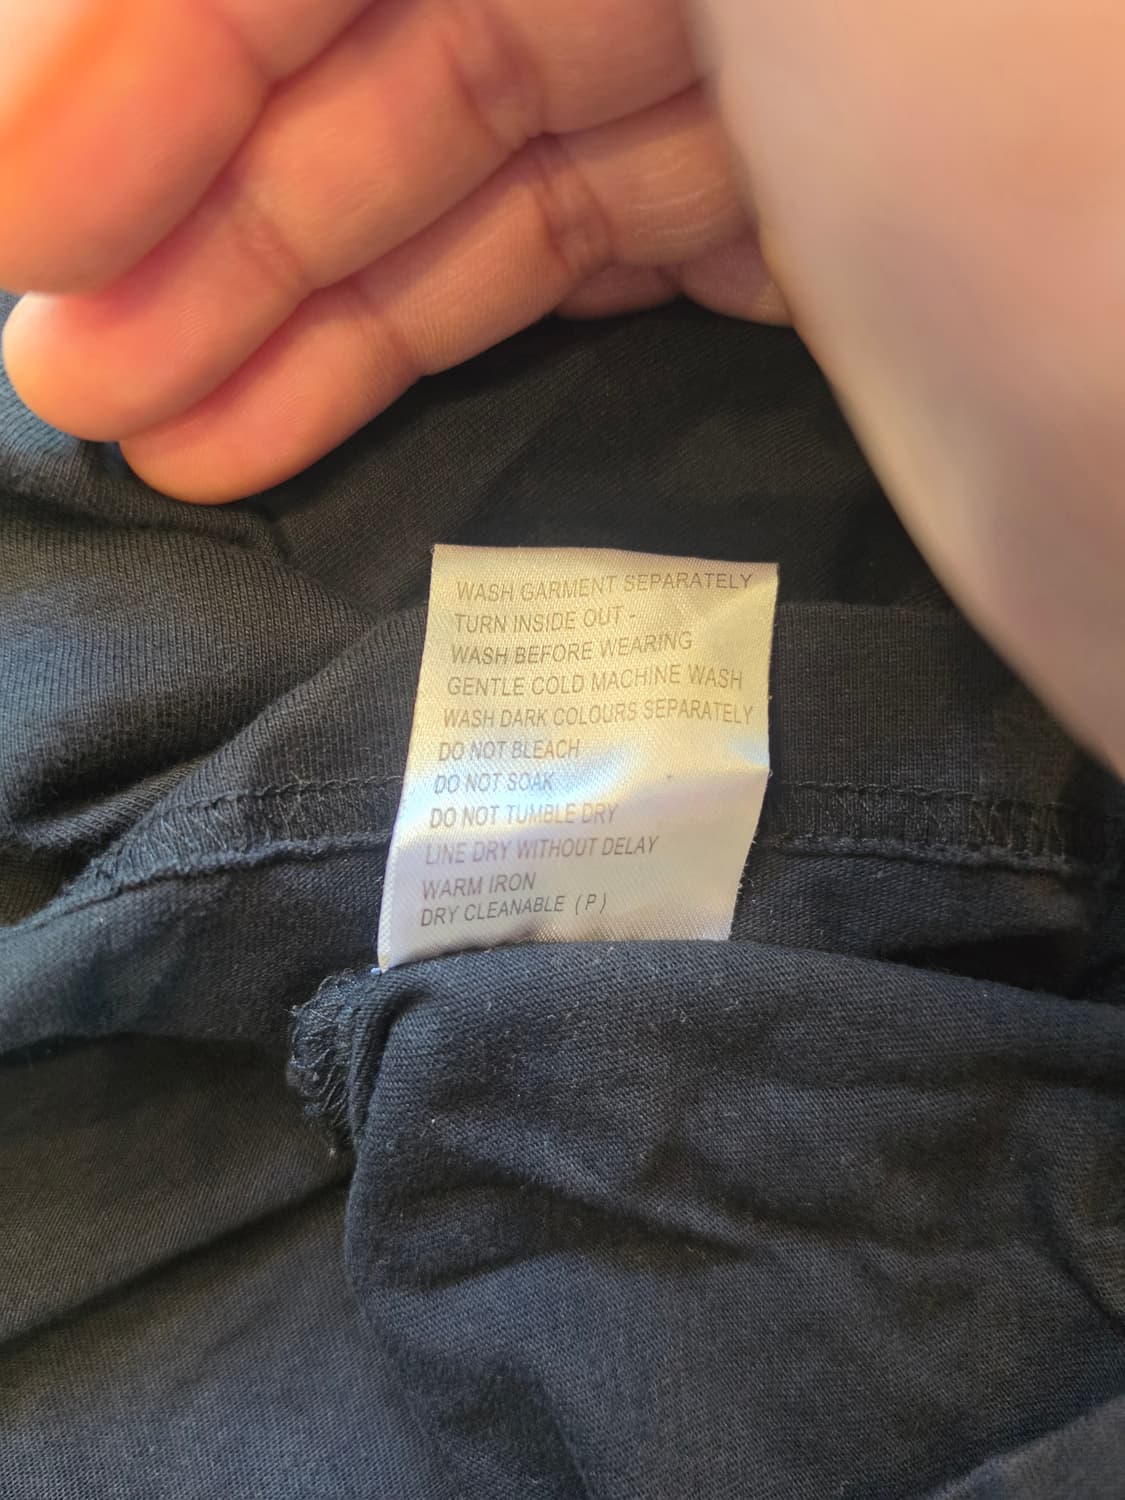 WASH GARMENT SEPARATELY
TURN INSIDE OUT -
WASH BEFORE WEARING
GENTLE COLD MACHINE WASH
WASH DARK COLOURS SEPARATELY
DO NOT BLEACH
DO NOT SOAK
DO NOT TUMBLE DRY
LINE DRY WITHOUT DELAY
WARM IRON
DRY CLEANABLE (P)